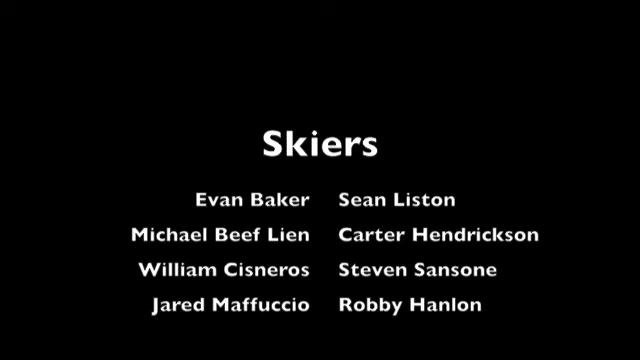 Skiers
Evan Baker Sean Liston
Michael Beef Lien Carter Hendrickson
William Cisneros Steven Sansone
Jared Maffuccio Robby Hanlon